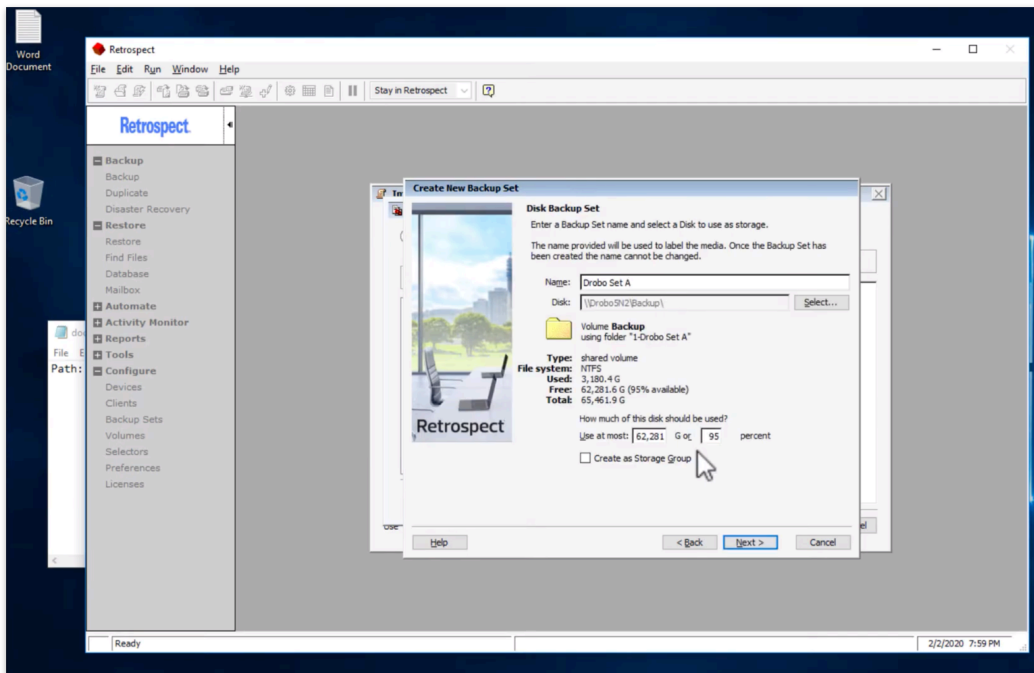 Word
Document
Recycle Bin
Retrospect
File Edit Run Window Help
Stay in Retrospect
Retrospect
Backup
Backup
Duplicate
Disaster Recovery
Restore
Restore
Find Files
Database
Mailbox
Automate
Activity Monitor
Reports
Tools
Configure
Devices
Clients
Backup Sets
Volumes
Selectors
Preferences
Licenses
File
Path:
Create New Backup Set
Disk Backup Set
Enter a Backup Set name and select a Disk to use as storage.
The name provided will be used to label the media. Once the Backup Set has
been created the name cannot be changed.
Name: Drobo Set A
Disk: \\Drobo5N2\Backup\ Select...
Volume Backup
using folder "1-Drobo Set A"
Type: shared volume
File system: NTFS
Used: 3,180.4 G
Free: 62,281.6 G (95% available)
Total: 65,461.9 G
How much of this disk should be used?
Use at most: 62,281 G or 95 percent
Create as Storage Group
Retrospect
Help < Back Next > Cancel
Ready 2/2/2020 7:59 PM